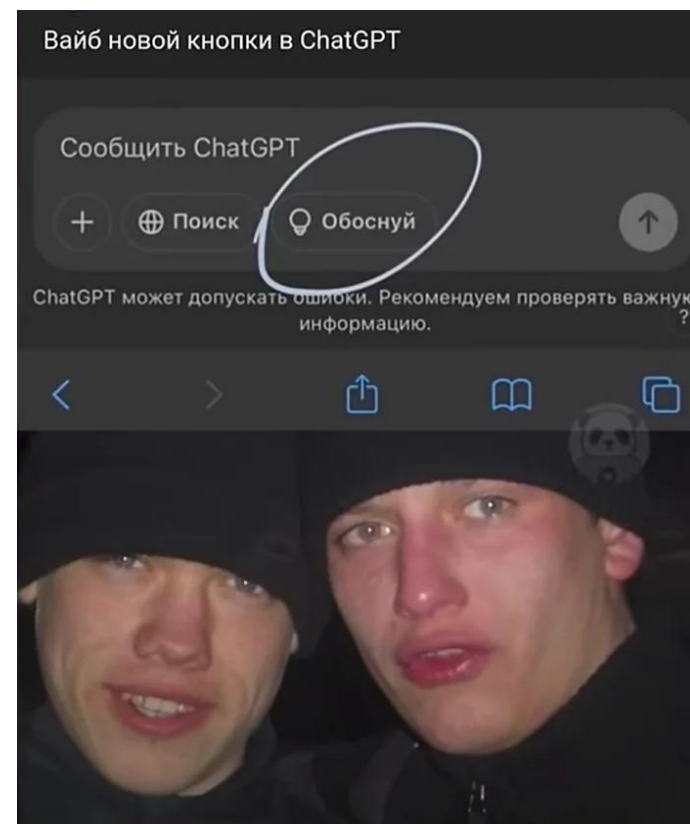 Вайб новой кнопки в ChatGPT
Сообщить ChatGPT
Поиск
Обоснуй
ChatGPT может допускать ошибки. Рекомендуем проверять важную
информацию.
?